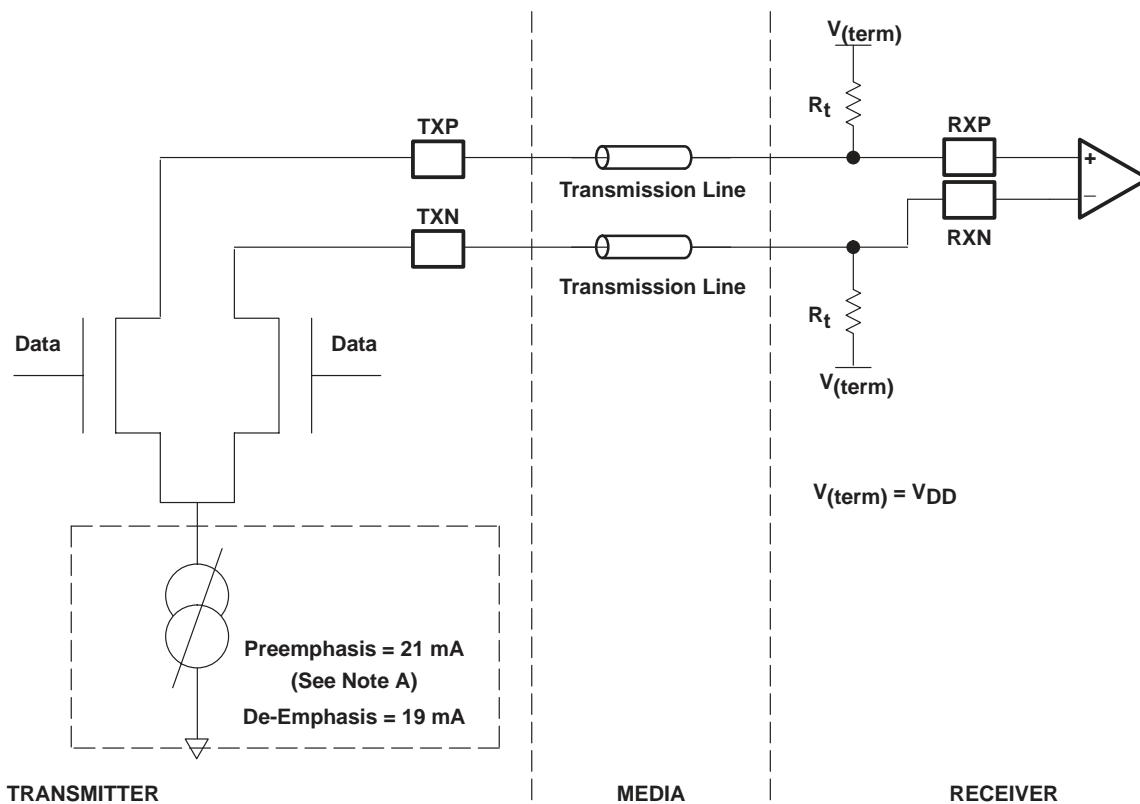 V(term)
Rt
TXP
RXP
+
Transmission Line
–
TXN
RXN
Transmission Line
Rt
Data
Data
V(term)
V(term) = VDD
Preemphasis = 21 mA
(See Note A)
De-Emphasis = 19 mA
TRANSMITTER
MEDIA
RECEIVER